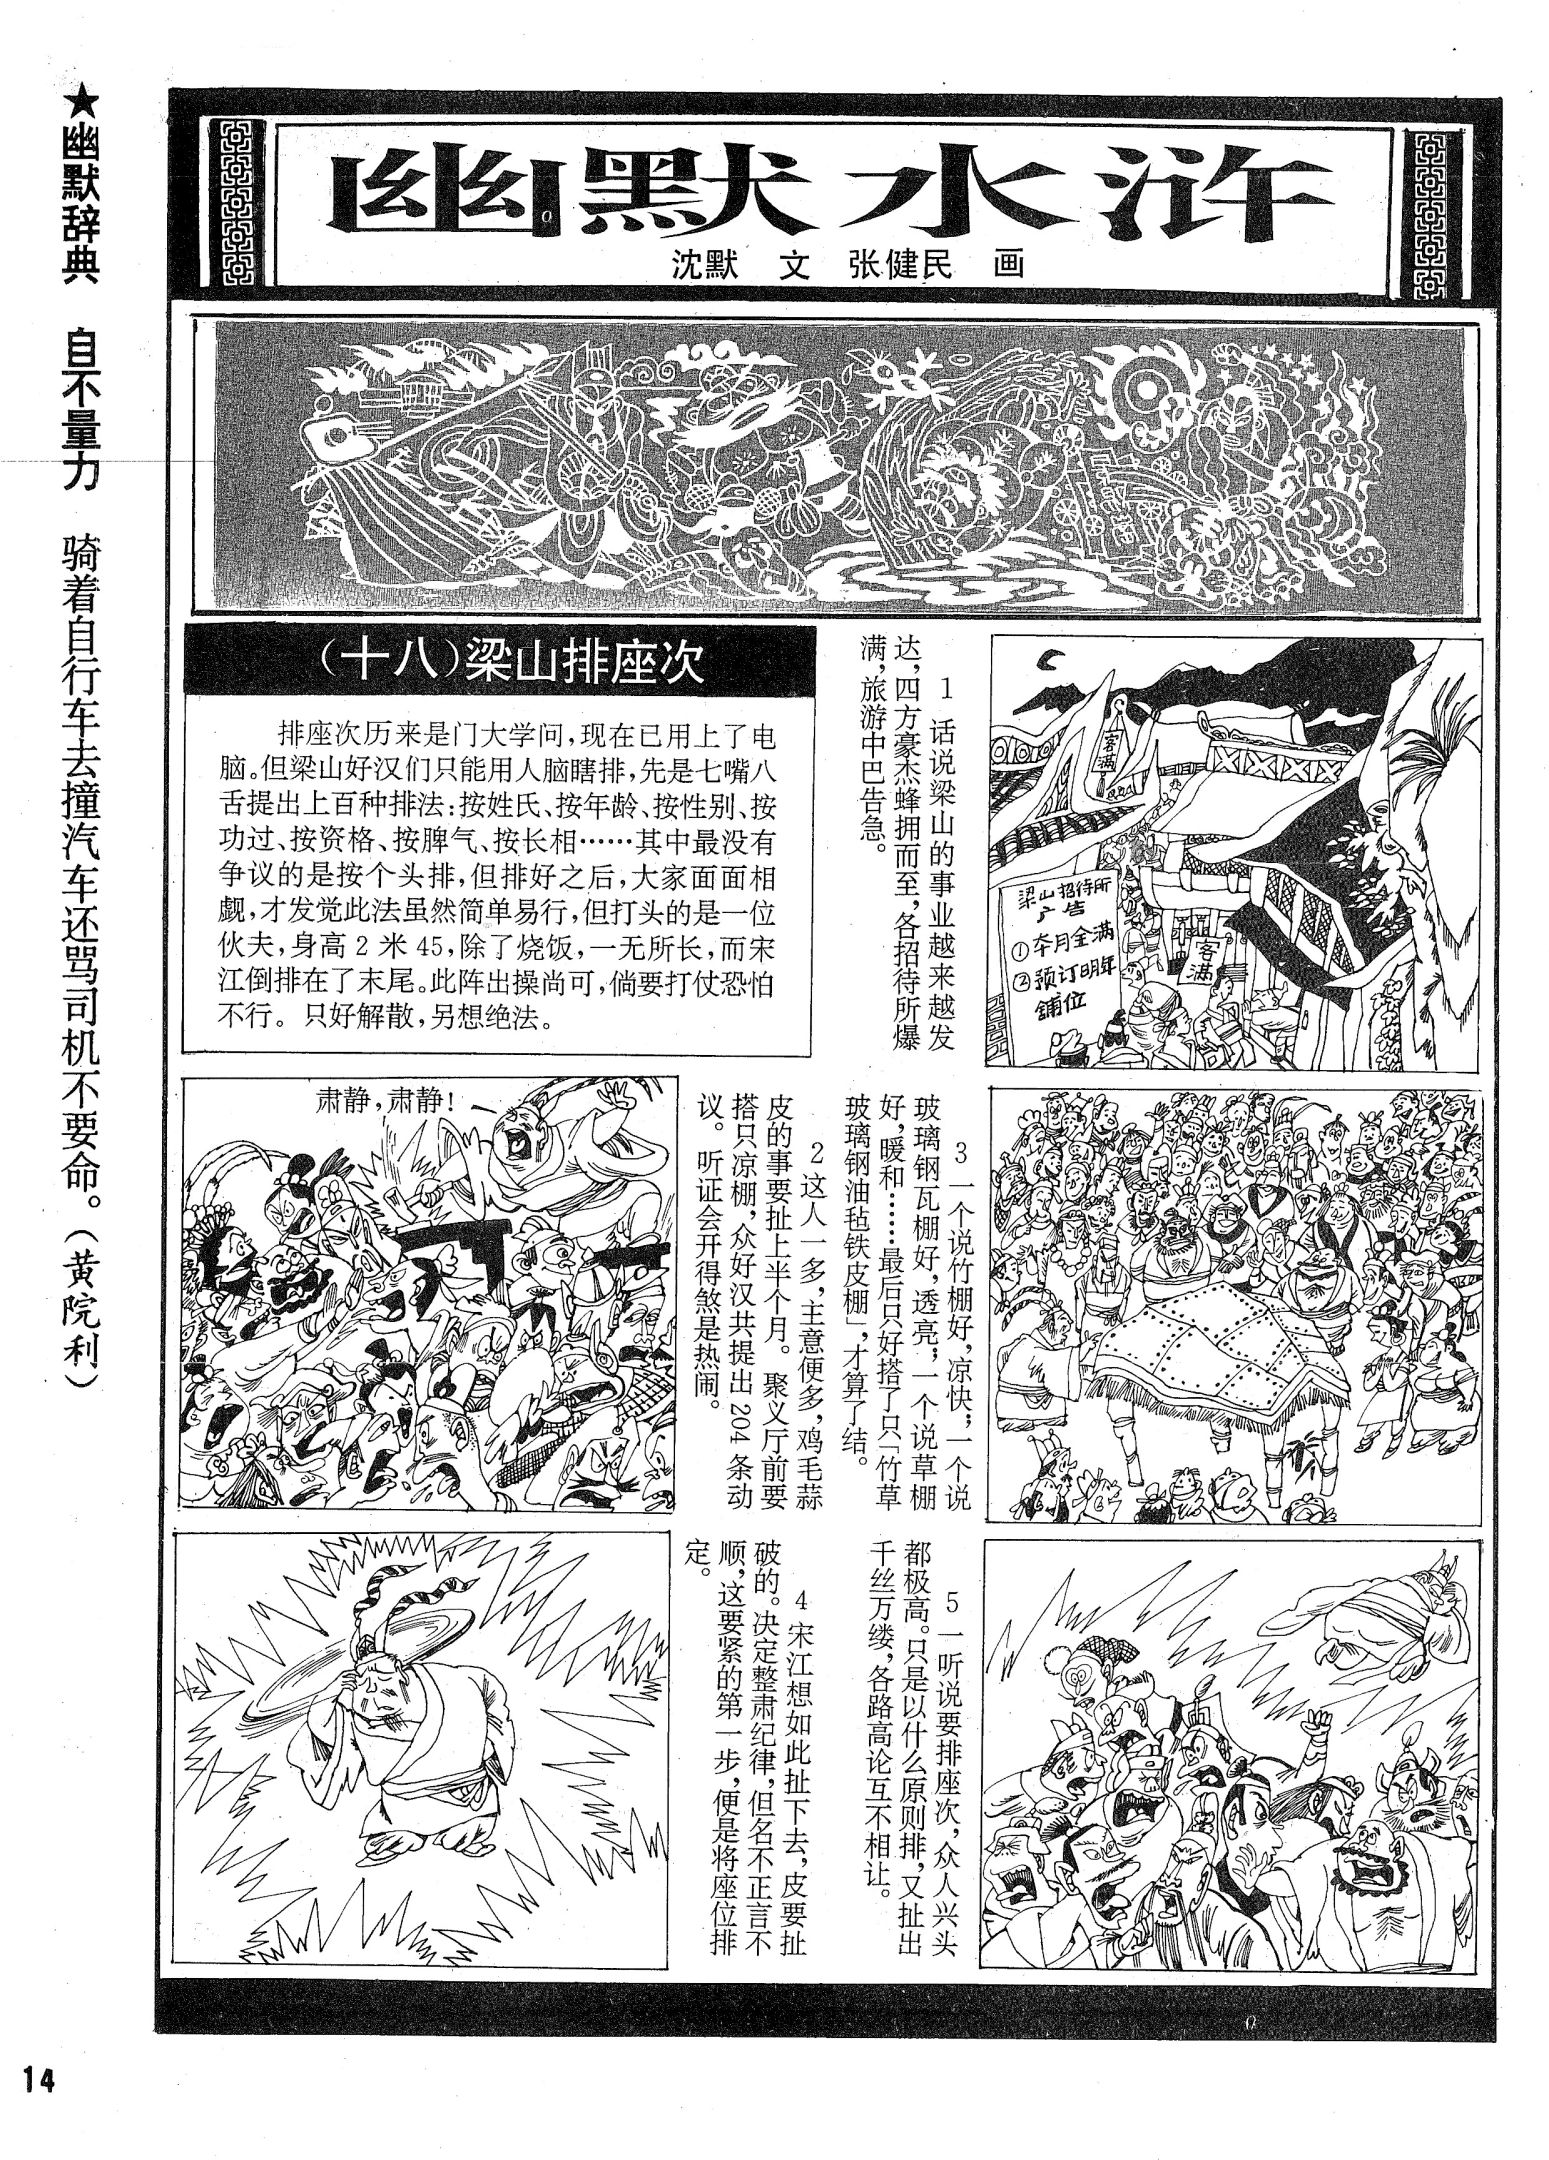 ★幽默辞典　自不量力　骑着自行车去撞汽车还骂司机不要命。（黄院利）
幽默水浒
沈默　文　张健民　画
（十八）梁山排座次
排座次历来是门大学问，现在已用上了电
脑。但梁山好汉们只能用人脑瞎排，先是七嘴八
舌提出上百种排法：按姓氏、按年龄、按性别、按
功过、按资格、按脾气、按长相……其中最没有
争议的是按个头排，但排好之后，大家面面相
觑，才发觉此法虽然简单易行，但打头的是一位
伙夫，身高2米45，除了烧饭，一无所长，而宋
江倒排在了末尾。此阵出操尚可，倘要打仗恐怕
不行。只好解散，另想绝法。
1 话说梁山的事业越来越发
达，四方豪杰蜂拥而至，各招待所爆
满，旅游中巴告急。
客满
梁山招待所
广告
①本月全满
②预订明年
铺位
客满
肃静，肃静！
2 这人一多，主意便多，鸡毛蒜
皮的事要扯上半个月。聚义厅前要
搭只凉棚，众好汉共提出204条动
议。听证会开得煞是热闹。
3 一个说竹棚好，凉快；一个说
玻璃钢瓦棚好，透亮；一个说草棚
好，暖和……最后只好搭了只「竹草
玻璃钢油毡铁皮棚」，才算了结。
4 宋江想如此扯下去，皮要扯
破的。决定整肃纪律，但名不正言不
顺，这要紧的第一步，便是将座位排
定。
5 一听说要排座次，众人兴头
都极高。只是以什么原则排，又扯出
千丝万缕，各路高论互不相让。
14